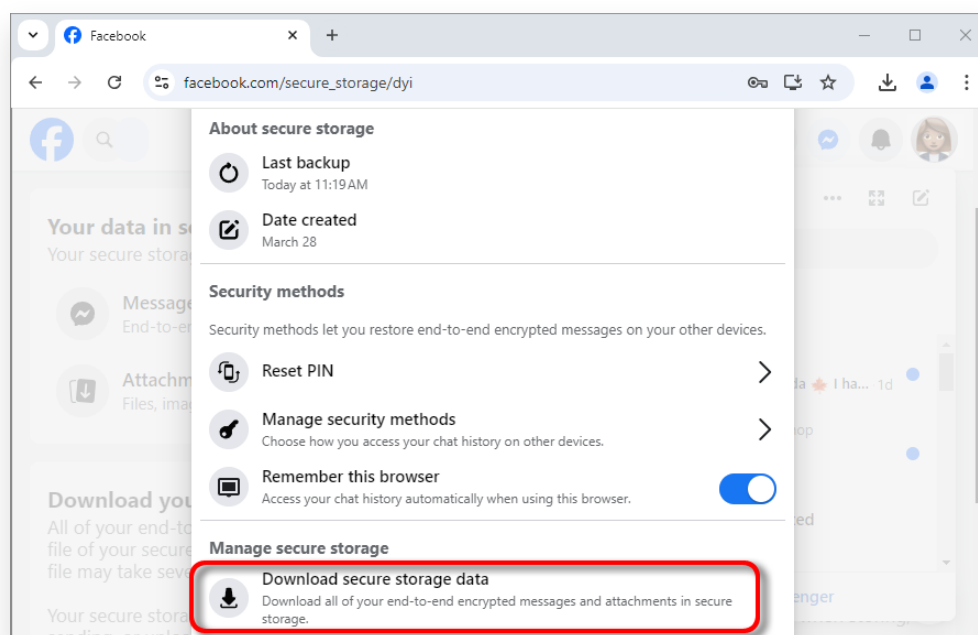 Facebook
facebook.com/secure_storage/dyi
About secure storage
Last backup
Today at 11:19 AM
Date created
March 28
Your data in s
Your secure stora
Message
End-to-en
Attachm
Files, ima
Security methods
Security methods let you restore end-to-end encrypted messages on your other devices.
Reset PIN
Manage security methods
Choose how you access your chat history on other devices.
Remember this browser
Access your chat history automatically when using this browser.
da 🍁 I ha... 1d
op
ed
enger
Download you
All of your end-to
file of your secure
file may take seve
Your secure stora
Manage secure storage
Download secure storage data
Download all of your end-to-end encrypted messages and attachments in secure
storage.